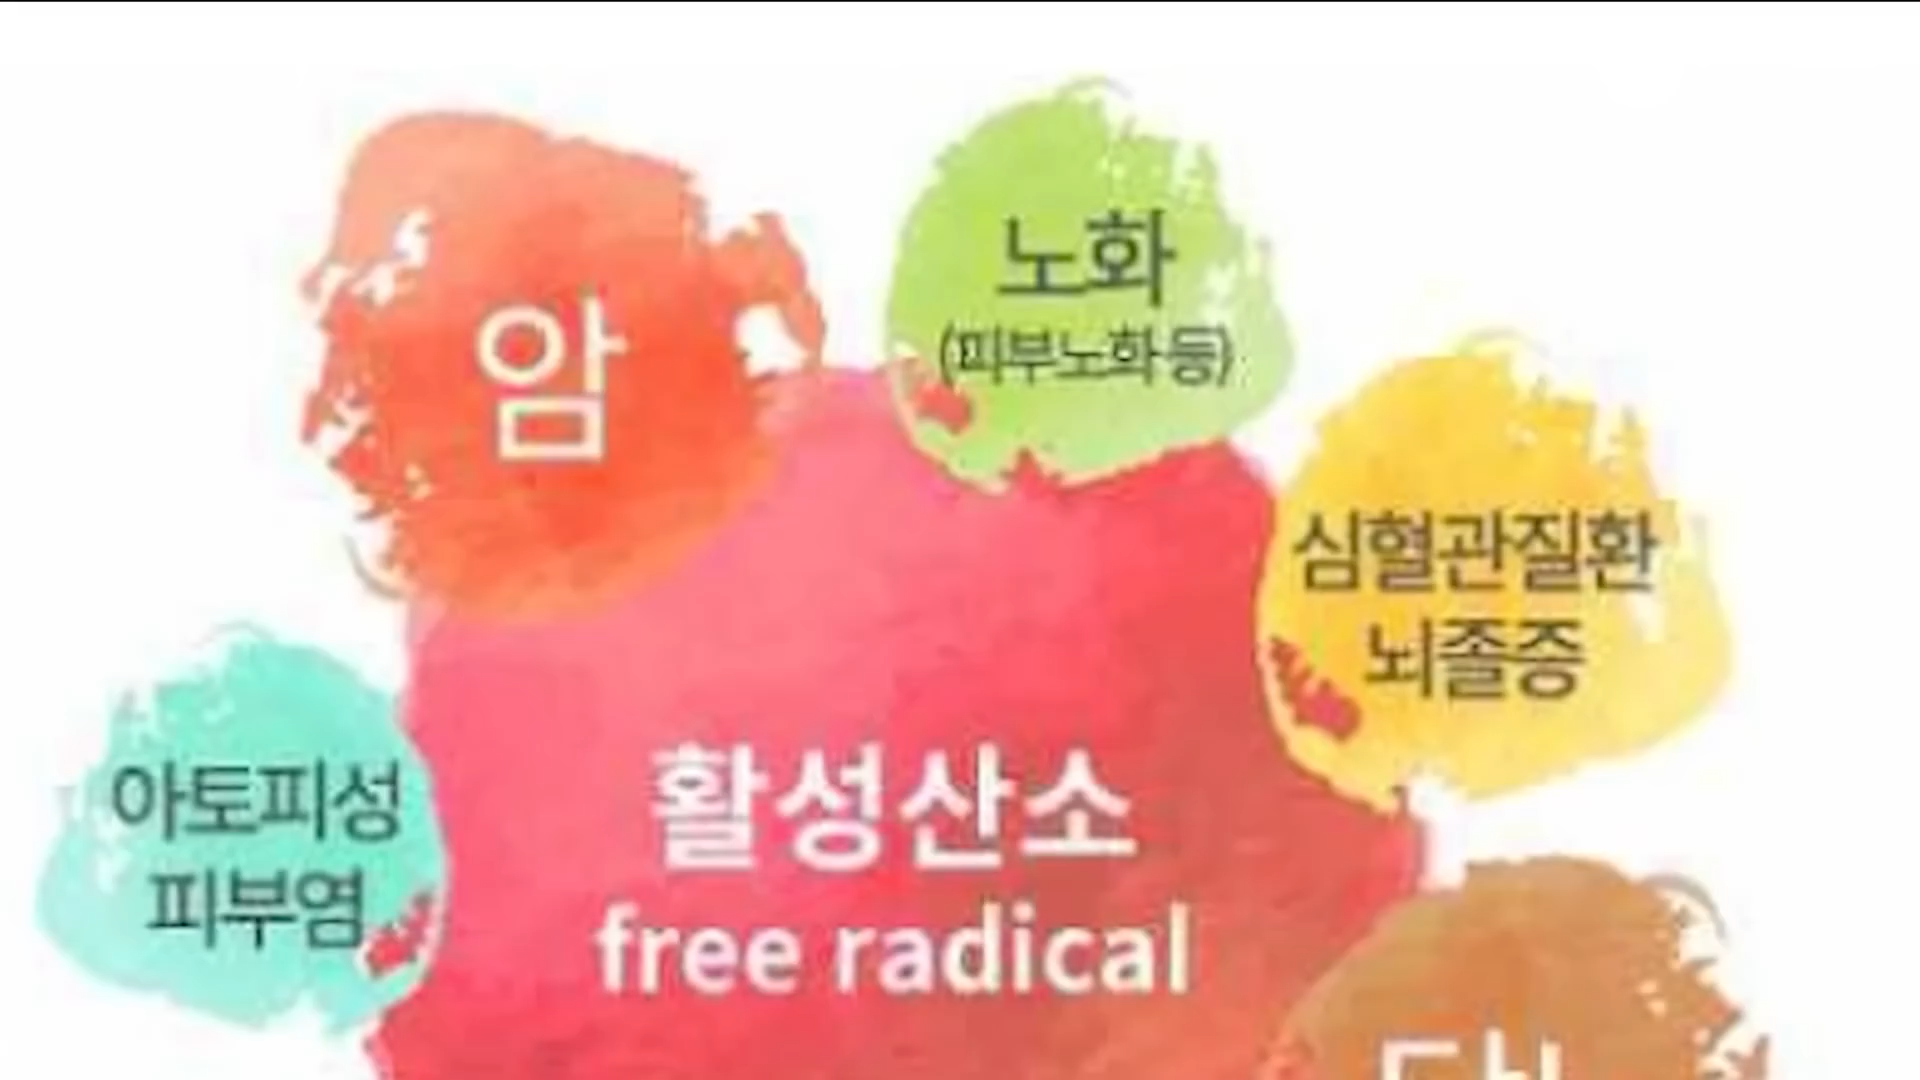 암
노화
(피부노화 등)
심혈관질환
뇌졸증
아토피성
피부염
활성산소
free radical